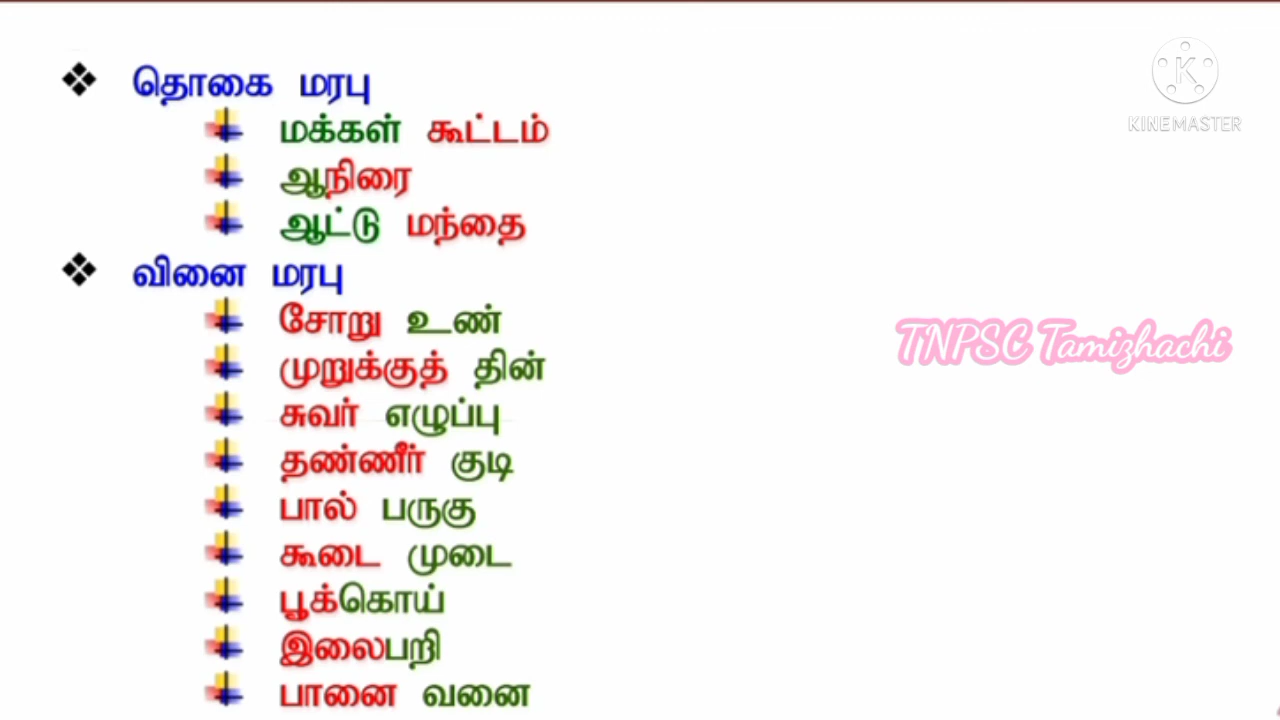 தொகை மரபு
மக்கள் கூட்டம்
ஆநிரை
ஆட்டு மந்தை
வினை மரபு
சோறு உண்
முறுக்குத் தின்
சுவர் எழுப்பு
தண்ணீர் குடி
பால் பருகு
கூடை முடை
பூக்கொய்
இலைபறி
பானை வனை
KINEMASTER
TNPSC Tamizhachi